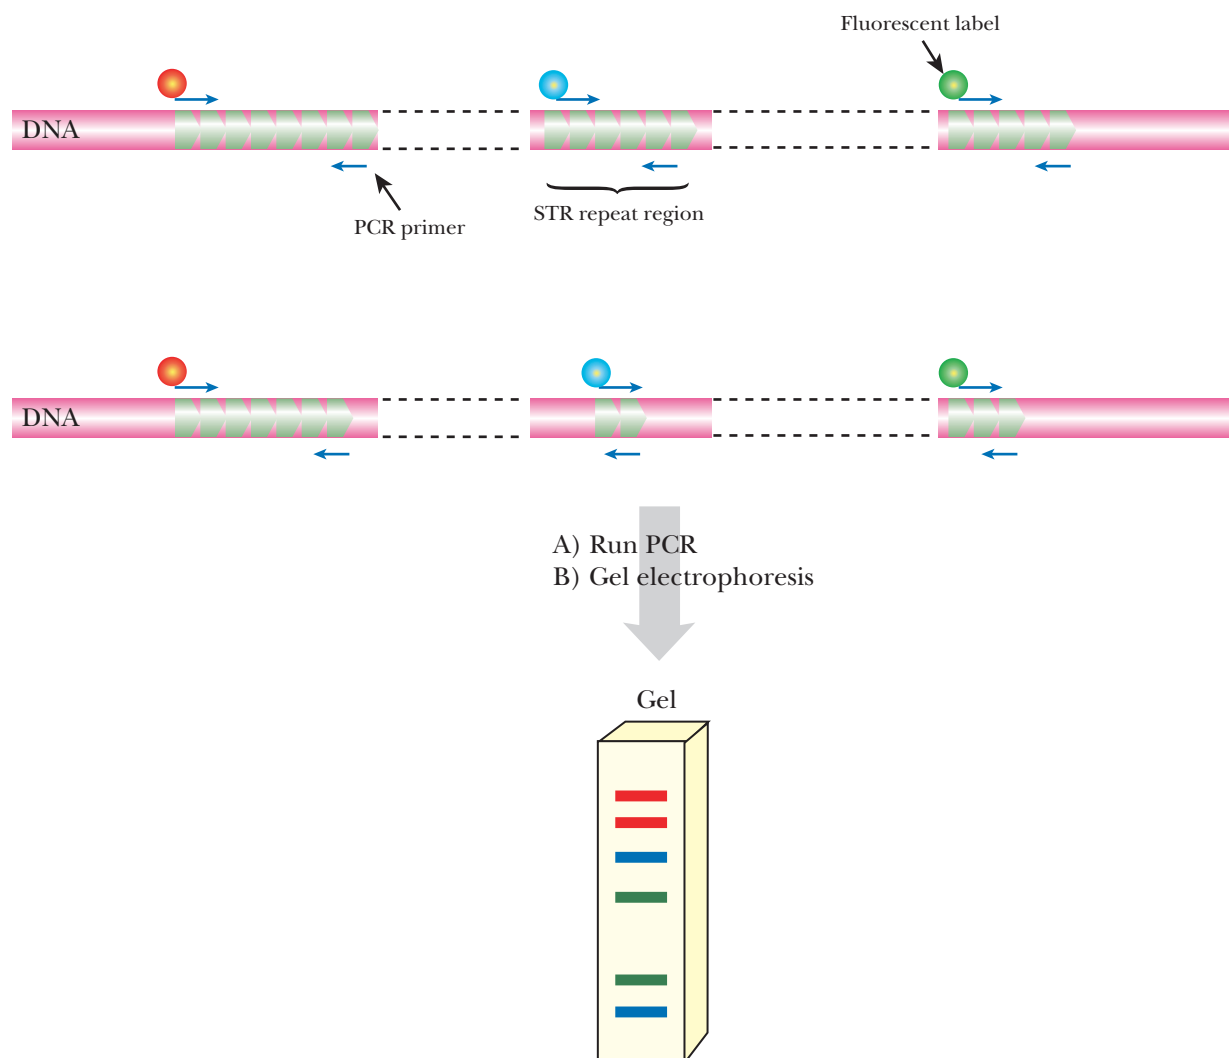 Fluorescent label
DNA
PCR primer
STR repeat region
DNA
A) Run PCR
B) Gel electrophoresis
Gel